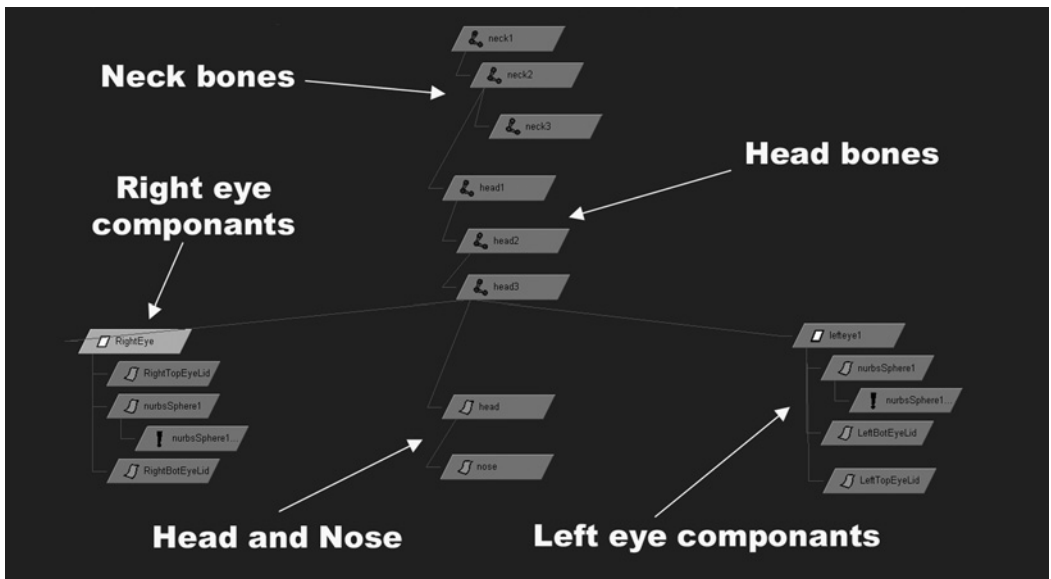 neck1
Neck bones
neck2
neck3
Head bones
Right eye
componants
head1
head2
head3
RightEye
lefteye1
RightTopEyeLid
nurbsSphere1
nurbsSphere1
nurbsSphere1...
head
nurbsSphere1...
LeftBotEyeLid
RightBotEyeLid
nose
LeftTopEyeLid
Head and Nose
Left eye componants